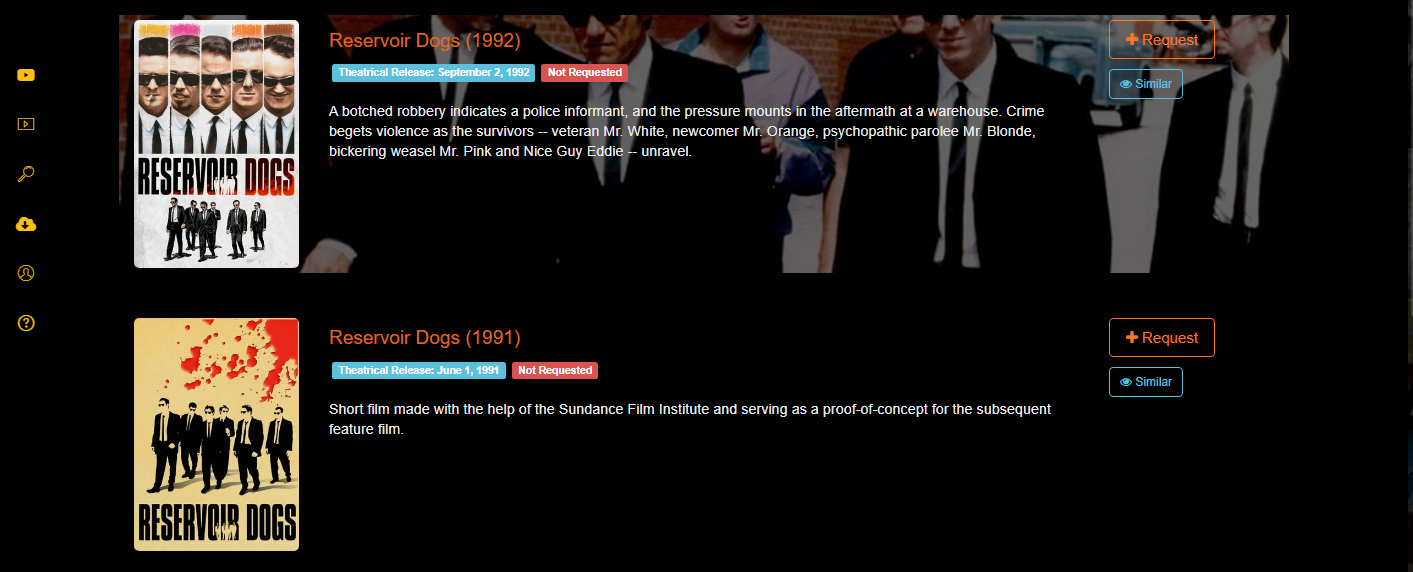 RESERVOIR DOGS
Reservoir Dogs (1992)
Theatrical Release: September 2, 1992 Not Requested
A botched robbery indicates a police informant, and the pressure mounts in the aftermath at a warehouse. Crime
begets violence as the survivors -- veteran Mr. White, newcomer Mr. Orange, psychopathic parolee Mr. Blonde,
bickering weasel Mr. Pink and Nice Guy Eddie -- unravel.
Request
Similar
RESERVOIR DOGS
Reservoir Dogs (1991)
Theatrical Release: June 1, 1991 Not Requested
Short film made with the help of the Sundance Film Institute and serving as a proof-of-concept for the subsequent
feature film.
Request
Similar